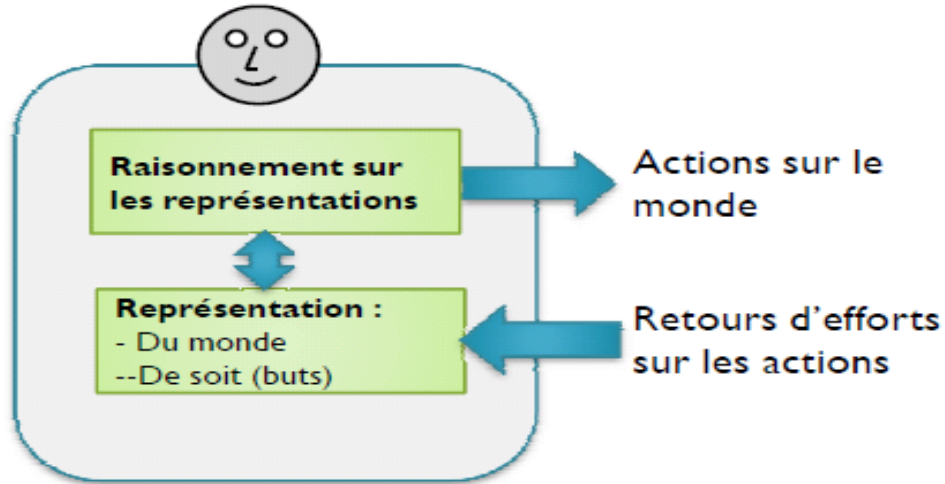 Raisonnement sur
les représentations
Actions sur le
monde
Représentation :
- Du monde
--De soit (buts)
Retours d'efforts
sur les actions